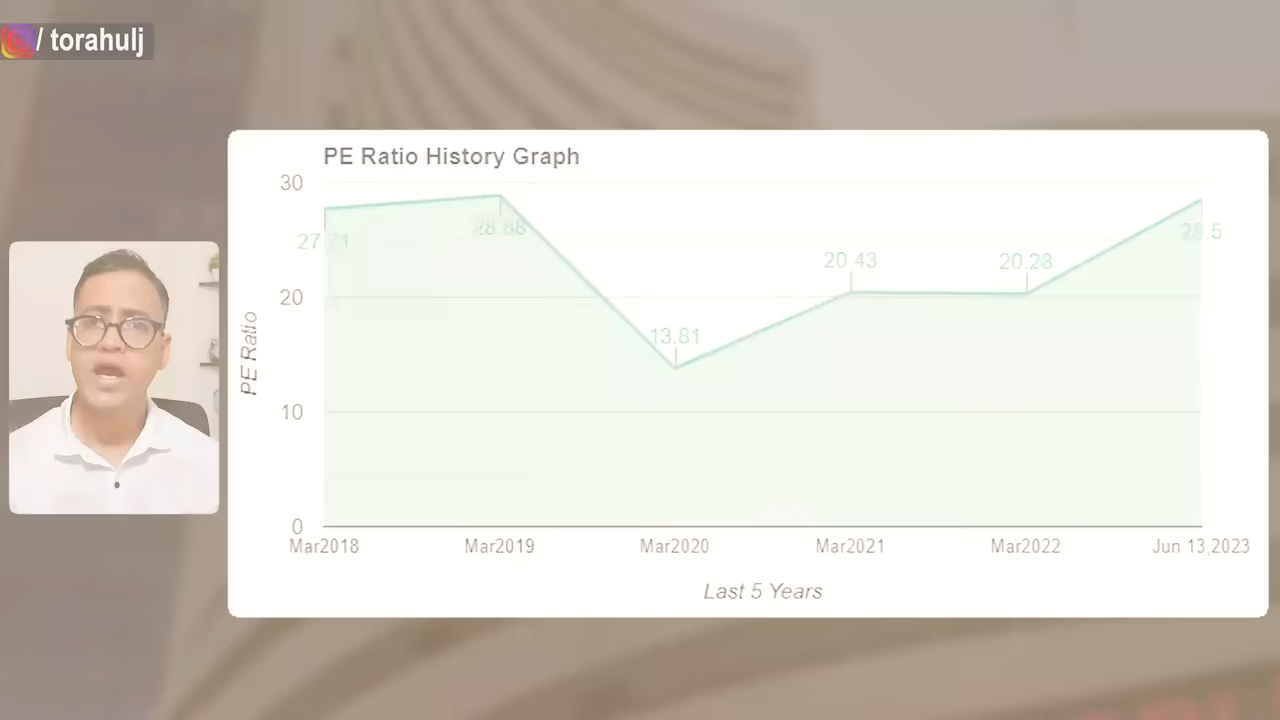 / torahulj
PE Ratio History Graph
30
20
10
0
PE Ratio
27.71
28.88
13.81
20.43
20.28
28.5
Mar2018
Mar2019
Mar2020
Mar2021
Mar2022
Jun 13,2023
Last 5 Years